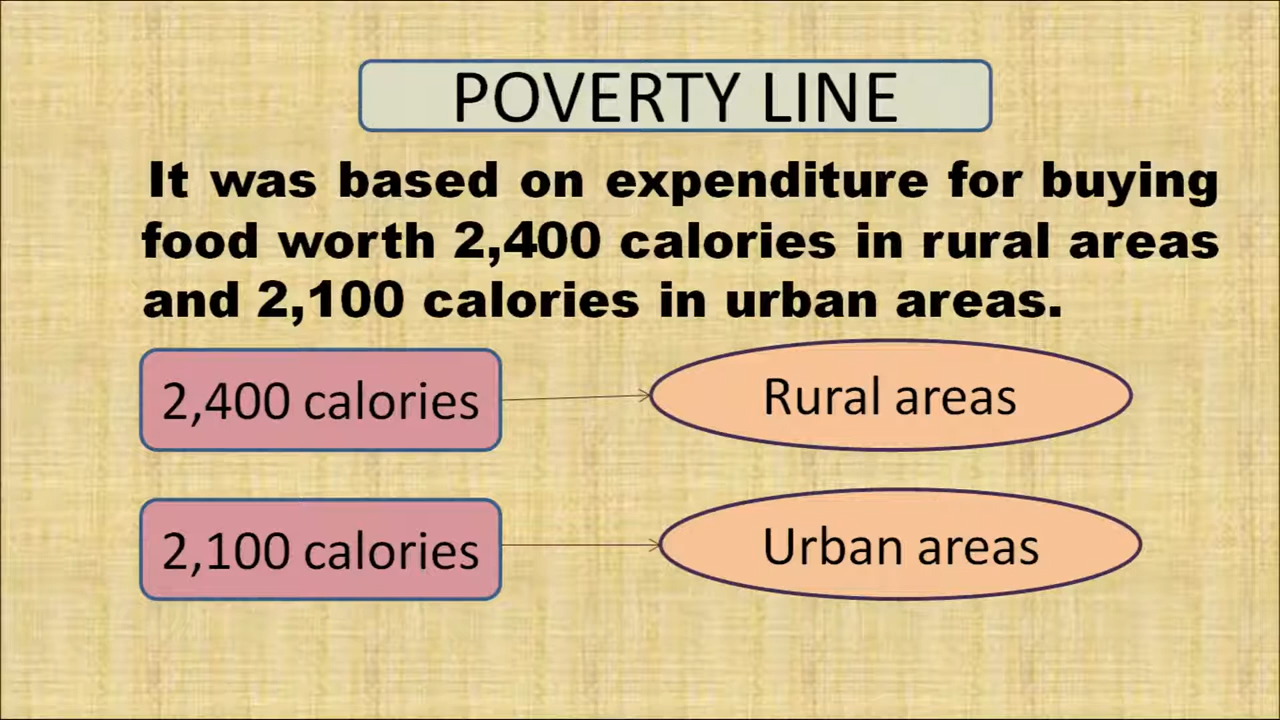 POVERTY LINE
It was based on expenditure for buying
food worth 2,400 calories in rural areas
and 2,100 calories in urban areas.
2,400 calories
Rural areas
2,100 calories
Urban areas